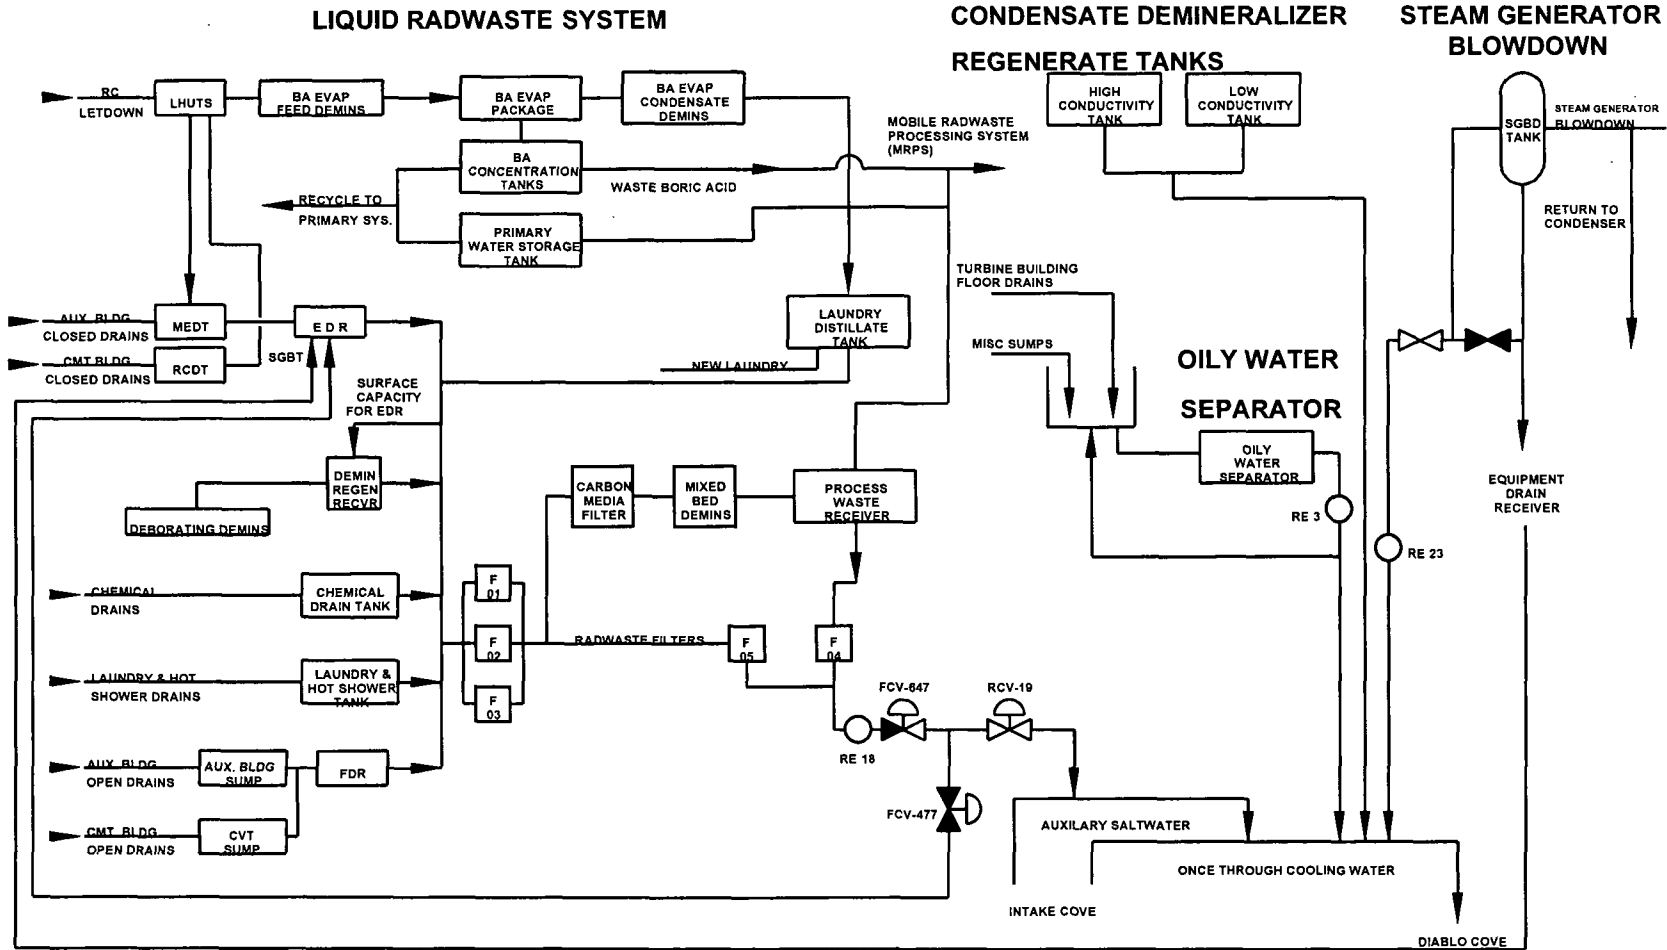 LIQUID RADWASTE SYSTEM
CONDENSATE DEMINERALIZER
REGENERATE TANKS
STEAM GENERATOR
BLOWDOWN
RC
LETDOWN
LHUTS
BA EVAP
FEED DEMINS
BA EVAP
PACKAGE
BA EVAP
CONDENSATE
DEMINS
MOBILE RADWASTE
PROCESSING SYSTEM
(MRPS)
HIGH
CONDUCTIVITY
TANK
LOW
CONDUCTIVITY
TANK
SGBD
TANK
STEAM GENERATOR
BLOWDOWN
BA
CONCENTRATION
TANKS
WASTE BORIC ACID
RECYCLE TO
PRIMARY SYS.
PRIMARY
WATER STORAGE
TANK
RETURN TO
CONDENSER
TURBINE BUILDING
FLOOR DRAINS
MISC SUMPS
AUX. BLDG
CLOSED DRAINS
MEDT
E D R
LAUNDRY
DISTILLATE
TANK
CMT BLDG
CLOSED DRAINS
RCDT
SGBT
NEW LAUNDRY
OILY WATER
SEPARATOR
SURFACE
CAPACITY
FOR EDR
OILY
WATER
SEPARATOR
DEMIN
REGEN
RECVR
DEBORATING DEMINS
CARBON
MEDIA
FILTER
MIXED
BED
DEMINS
PROCESS
WASTE
RECEIVER
EQUIPMENT
DRAIN
RECEIVER
RE 3
RE 23
CHEMICAL
DRAINS
CHEMICAL
DRAIN TANK
F
01
F
02
F
03
RADWASTE FILTERS
F
05
F
04
LAUNDRY & HOT
SHOWER DRAINS
LAUNDRY &
HOT SHOWER
TANK
FCV-647
RCV-19
RE 18
AUX. BLDG
OPEN DRAINS
AUX. BLDG
SUMP
FDR
FCV-477
CMT. BLDG
OPEN DRAINS
CVT
SUMP
AUXILARY SALTWATER
ONCE THROUGH COOLING WATER
INTAKE COVE
DIABLO COVE